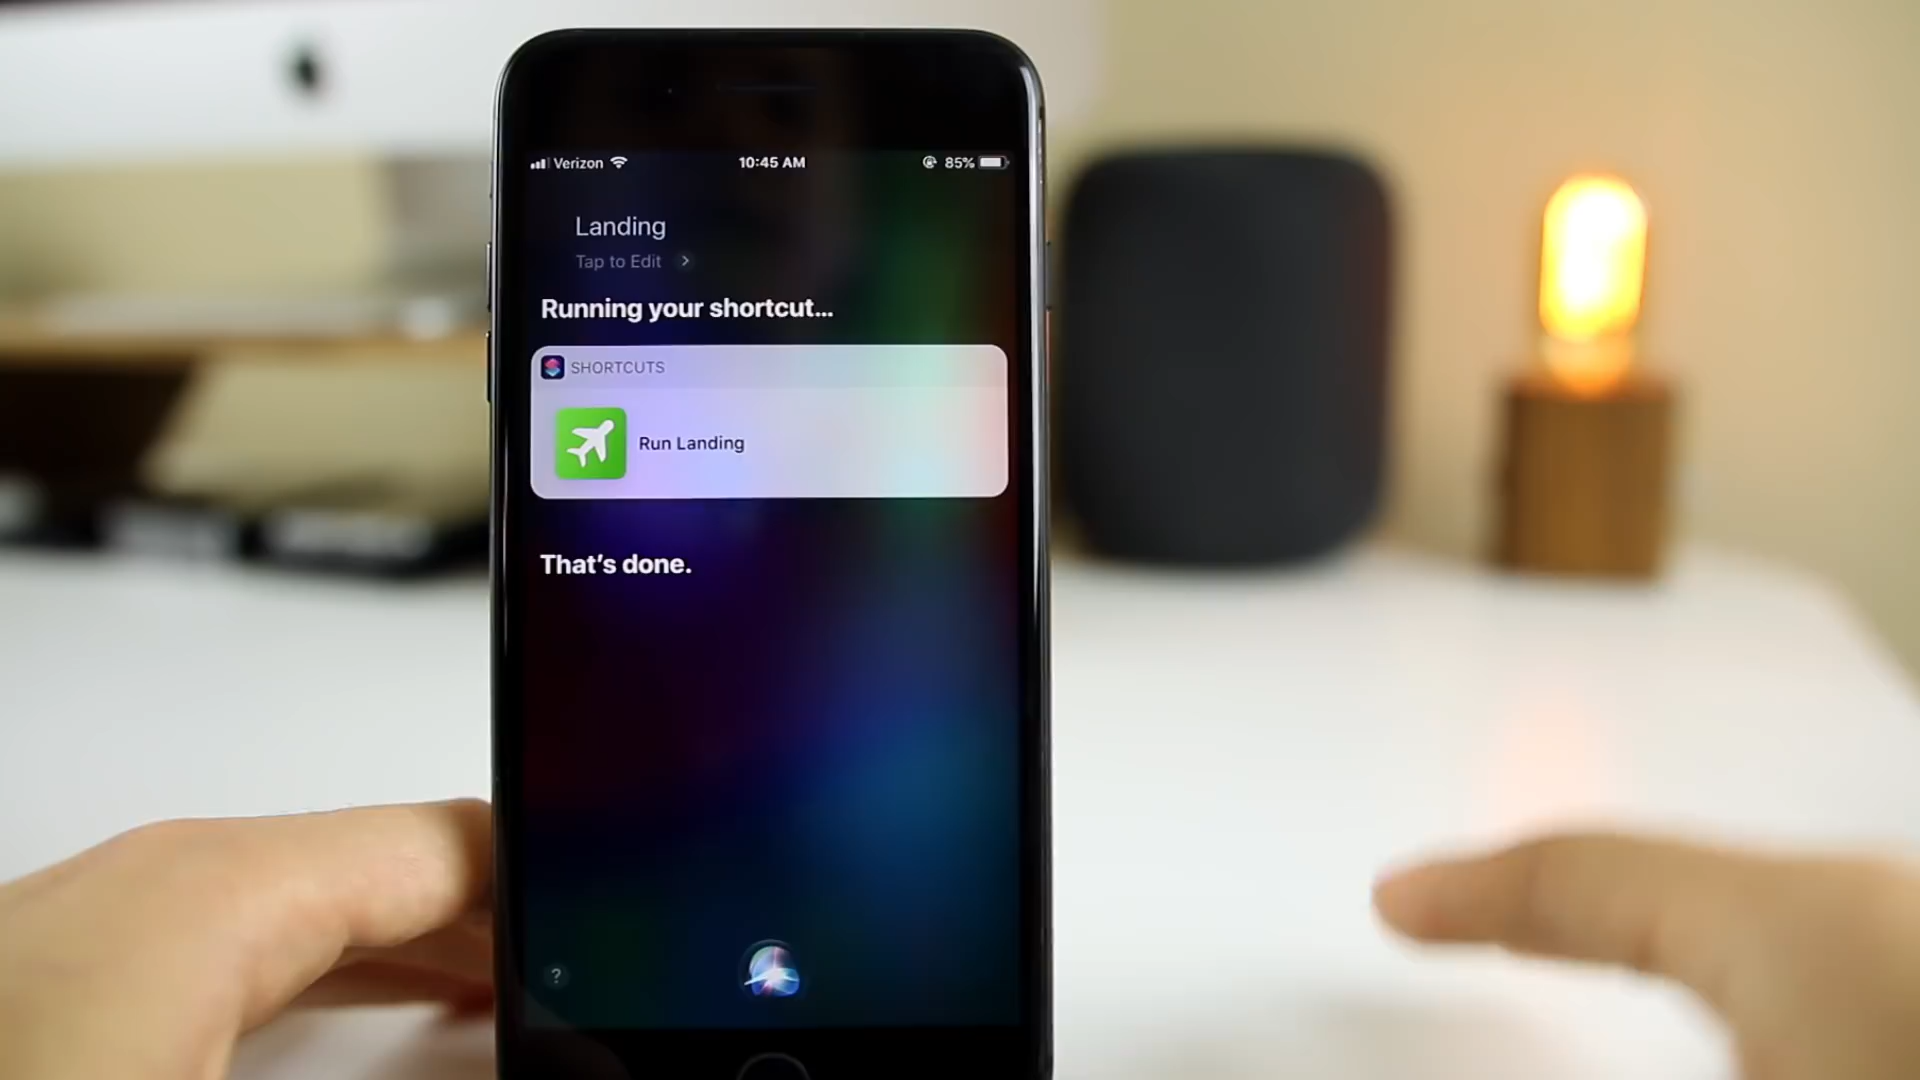 Verizon 10:45 AM 85%
Landing
Tap to Edit >
Running your shortcut...
SHORTCUTS
Run Landing
That's done.
?